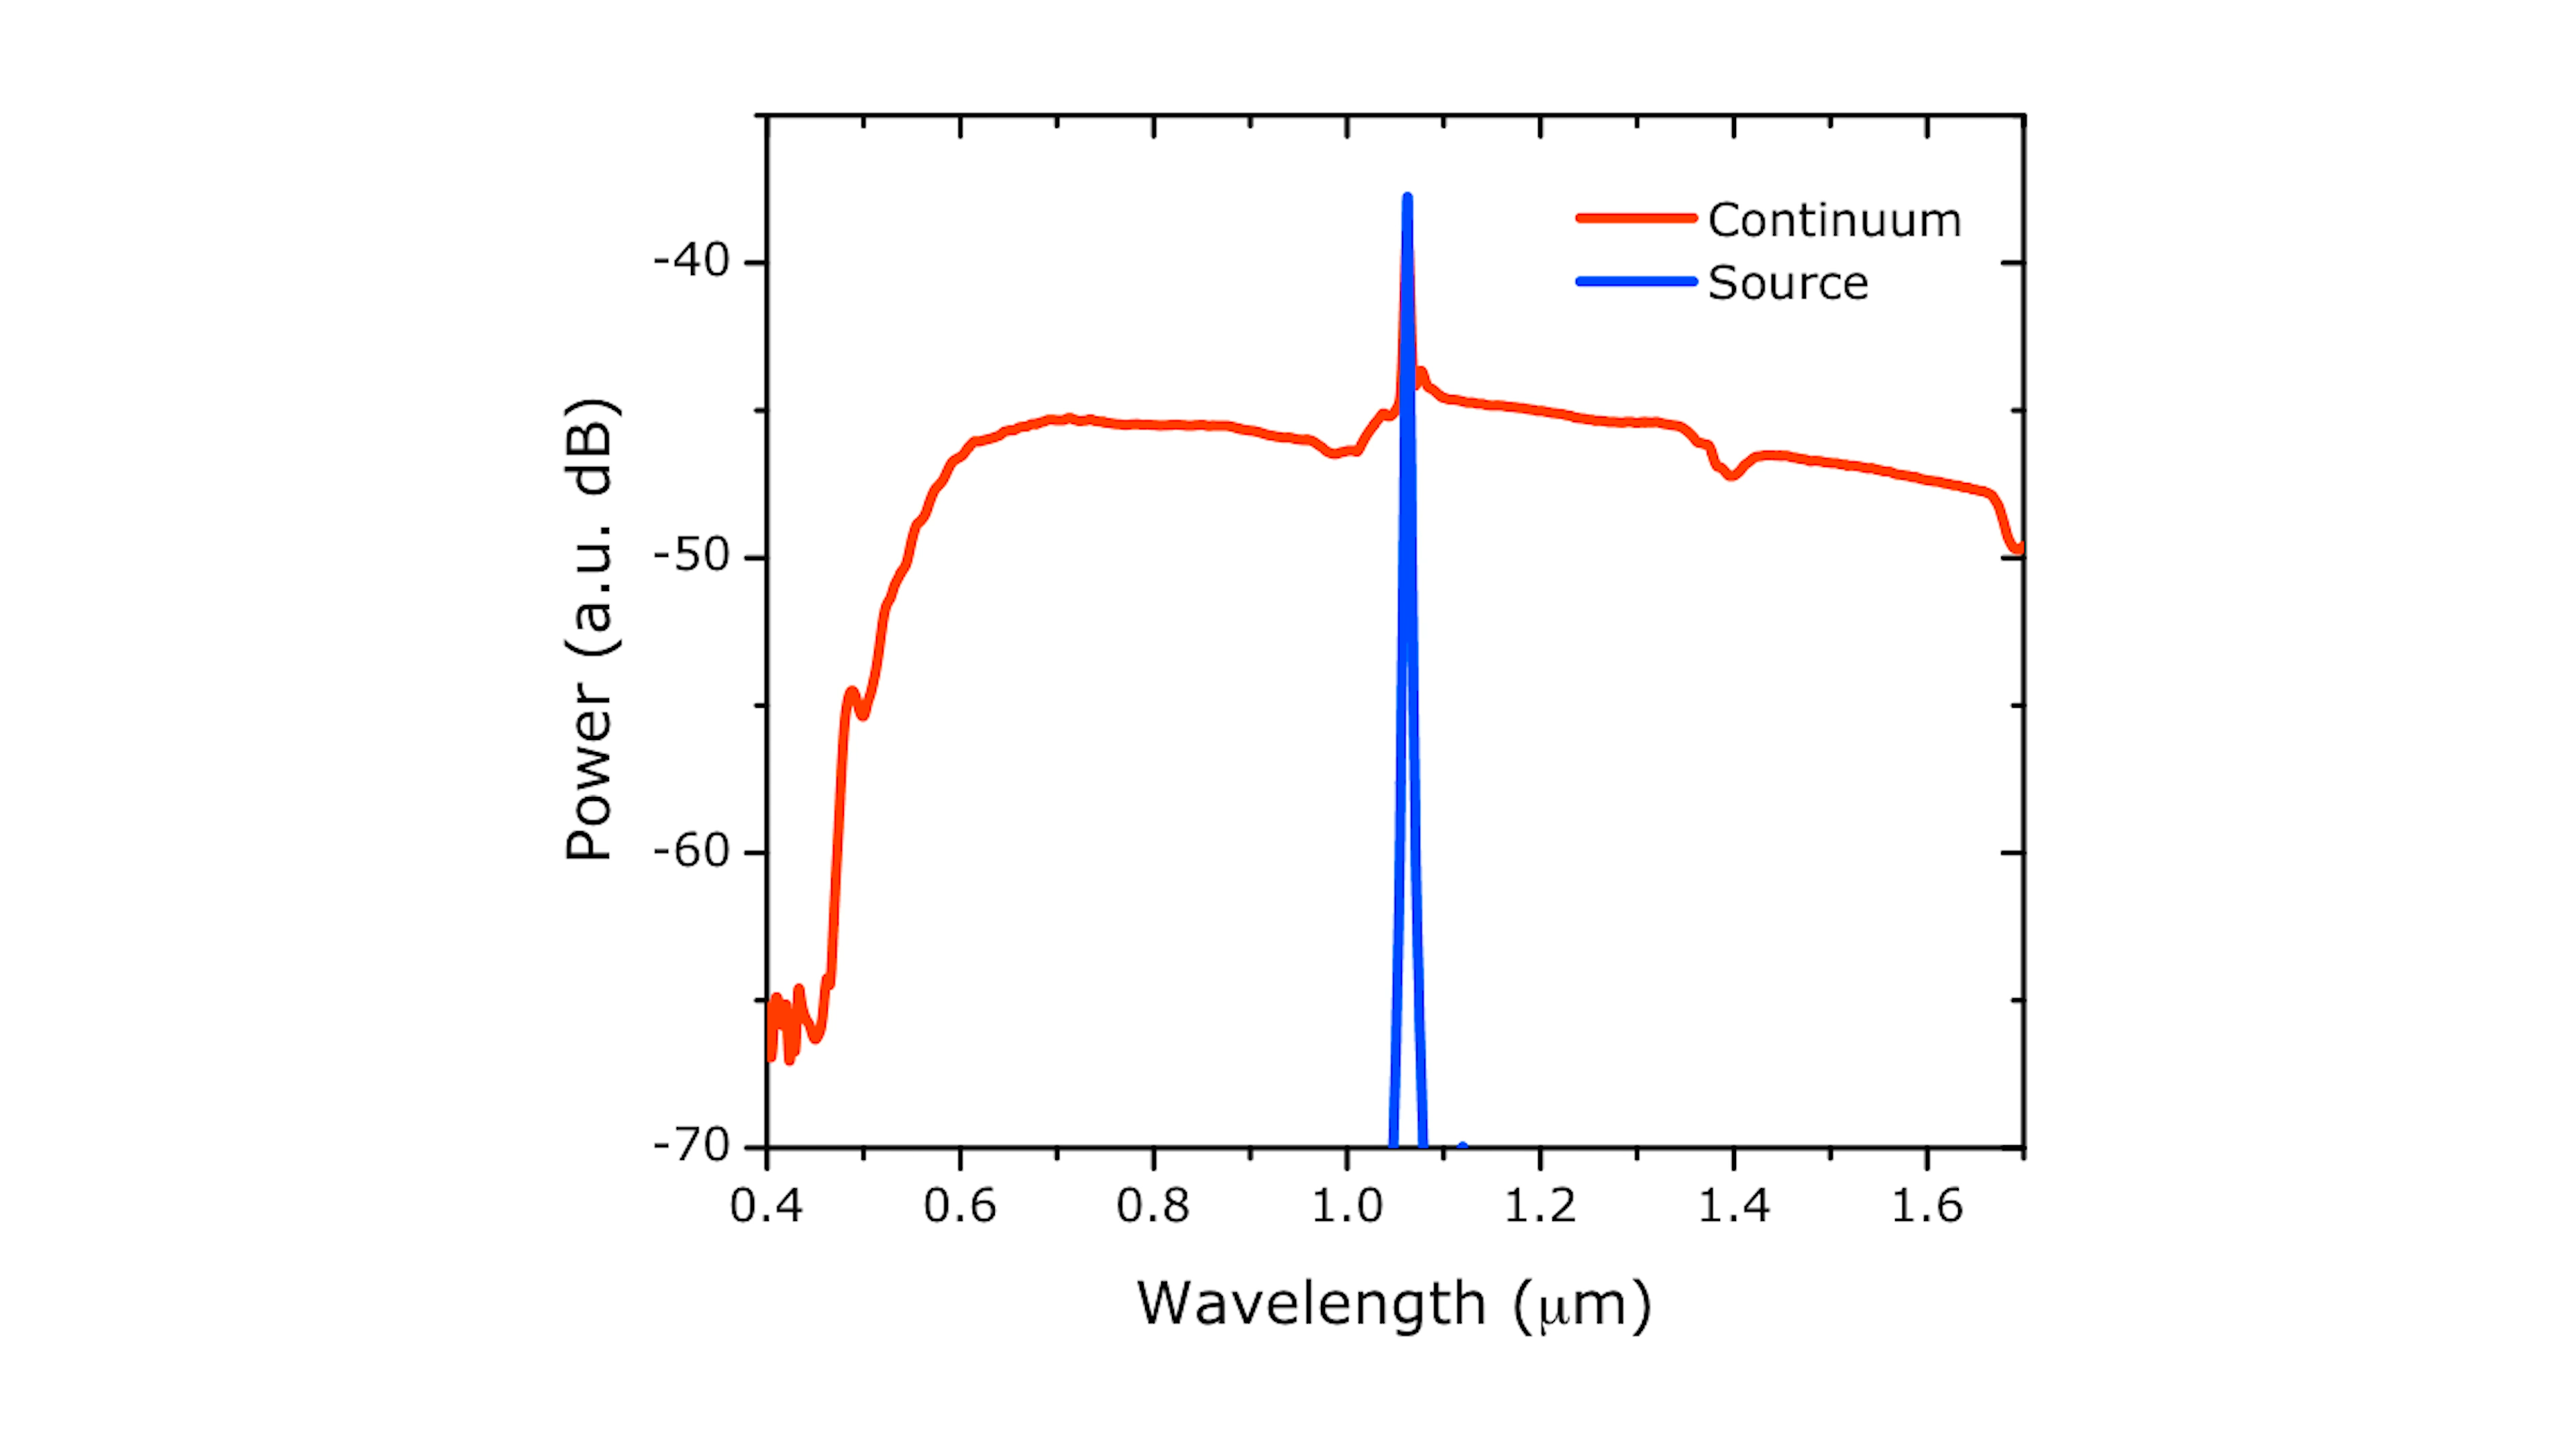 Continuum
Source
-40
-50
-60
-70
Power (a.u. dB)
0.4 0.6 0.8 1.0 1.2 1.4 1.6
Wavelength (μm)